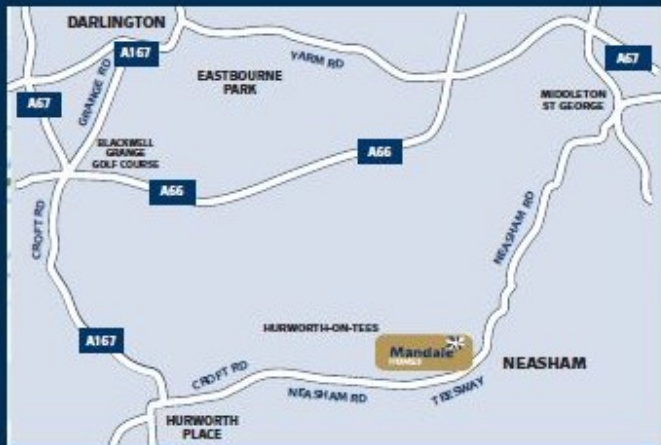 DARLINGTON
A167
YARM RD
A67
EASTBOURNE
PARK
A67
GRANGE RD
MIDDLETON
ST GEORGE
BLACKWELL
GRANGE
GOLF COURSE
A66
A66
CROFT RD
NEASHAM RD
A167
HURWORTH-ON-TEES
Mandale
HOMES
NEASHAM
CROFT RD
NEASHAM RD
TEESWAY
HURWORTH
PLACE